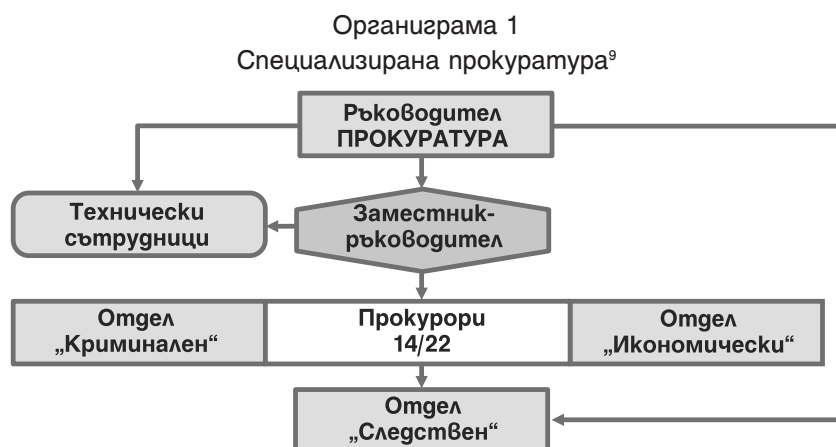 Органиграма 1
Специализирана прокуратура⁹
Ръководител
ПРОКУРАТУРА
Технически
сътрудници
Заместник-
ръководител
Отдел
„Криминален“
Прокурори
14/22
Отдел
„Икономически“
Отдел
„Следствен“